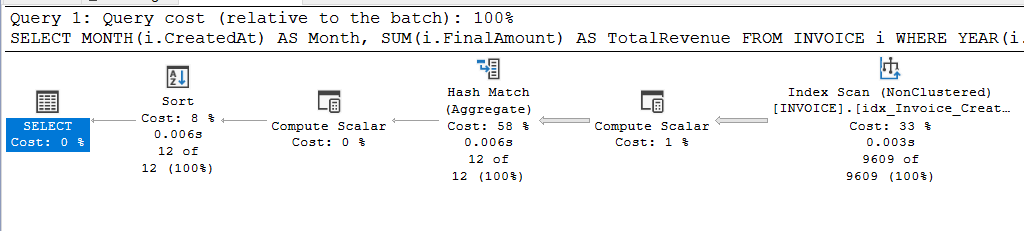 Query 1: Query cost (relative to the batch): 100%
SELECT MONTH(i.CreatedAt) AS Month, SUM(i.FinalAmount) AS TotalRevenue FROM INVOICE i WHERE YEAR(i.
SELECT
Cost: 0 %
Sort
Cost: 8 %
0.006s
12 of
12 (100%)
Compute Scalar
Cost: 0 %
Hash Match
(Aggregate)
Cost: 58 %
0.006s
12 of
12 (100%)
Compute Scalar
Cost: 1 %
Index Scan (NonClustered)
[INVOICE].[idx_Invoice_Creat…
Cost: 33 %
0.003s
9609 of
9609 (100%)